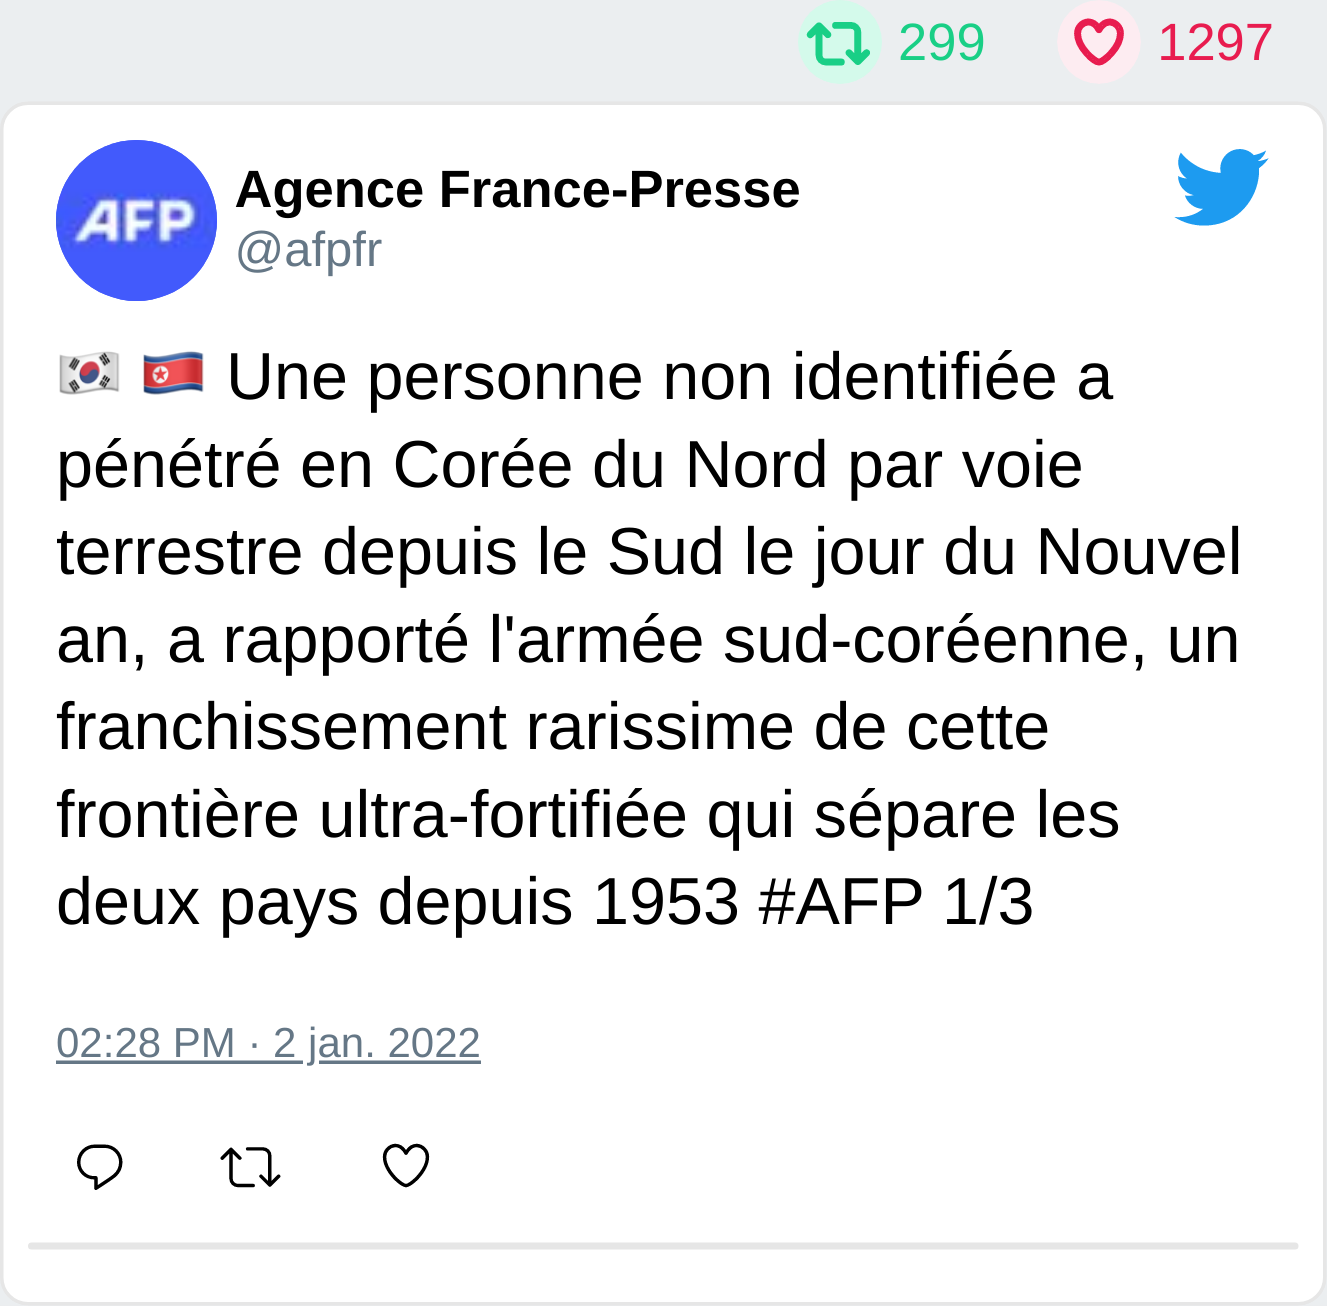 299 1297
AFP
Agence France-Presse
@afpfr
🇰🇷 🇰🇵 Une personne non identifiée a
pénétré en Corée du Nord par voie
terrestre depuis le Sud le jour du Nouvel
an, a rapporté l'armée sud-coréenne, un
franchissement rarissime de cette
frontière ultra-fortifiée qui sépare les
deux pays depuis 1953 #AFP 1/3
02:28 PM · 2 jan. 2022